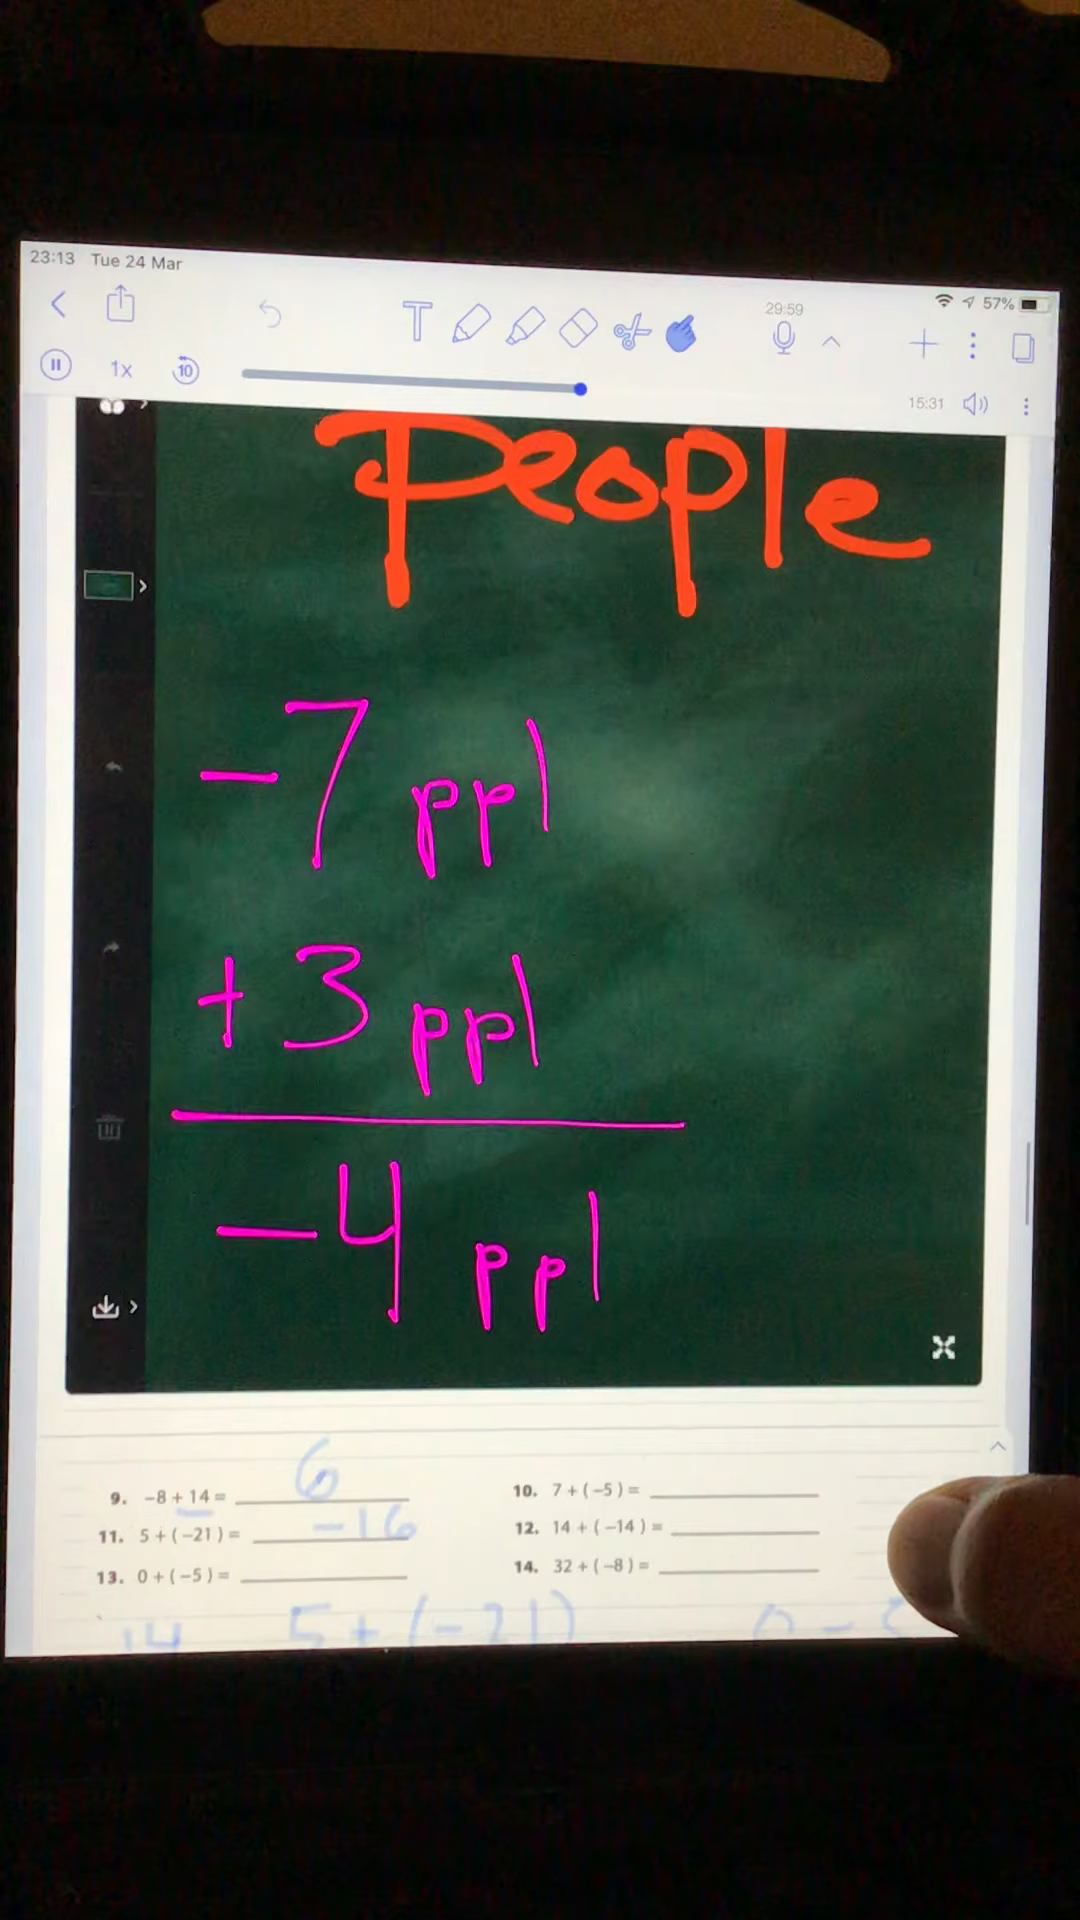 23:13 Tue 24 Mar
57%
T
29:59
1x
10
15:31
People
-7 ppl
+ 3 ppl
-4 ppl
9. -8 + 14 = 6
10. 7 + (-5) =
11. 5 + (-21) = -16
12. 14 + (-14) =
13. 0 + (-5) =
14. 32 + (-8) =
14 5 + (-21)